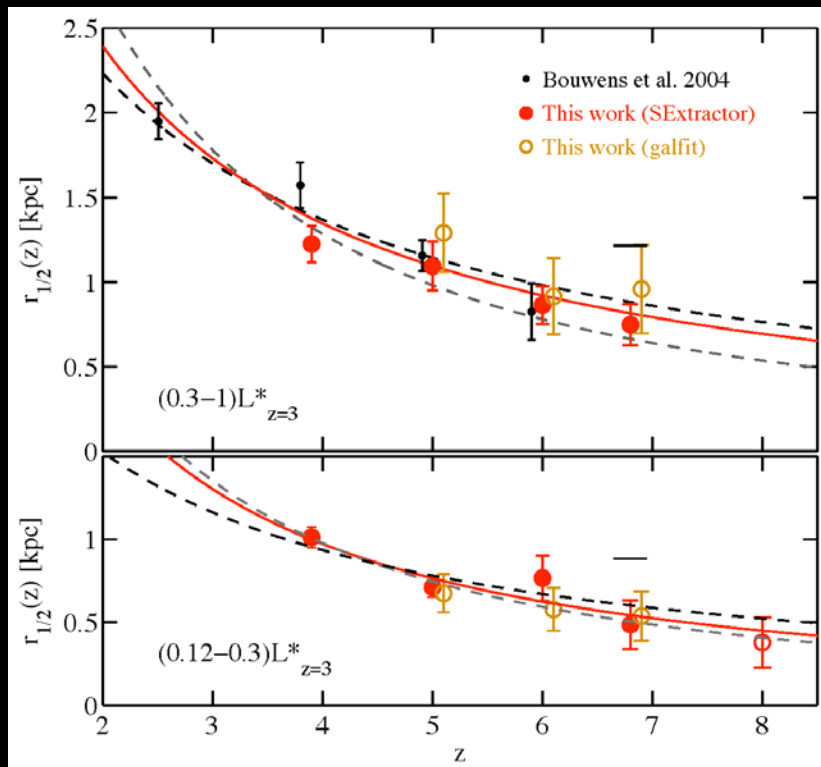 2.5
2
1.5
1
0.5
0
r1/2(z) [kpc]
Bouwens et al. 2004
This work (SExtractor)
This work (galfit)
(0.3−1)L*z=3
1
0.5
0
r1/2(z) [kpc]
(0.12−0.3)L*z=3
2 3 4 5 6 7 8
z